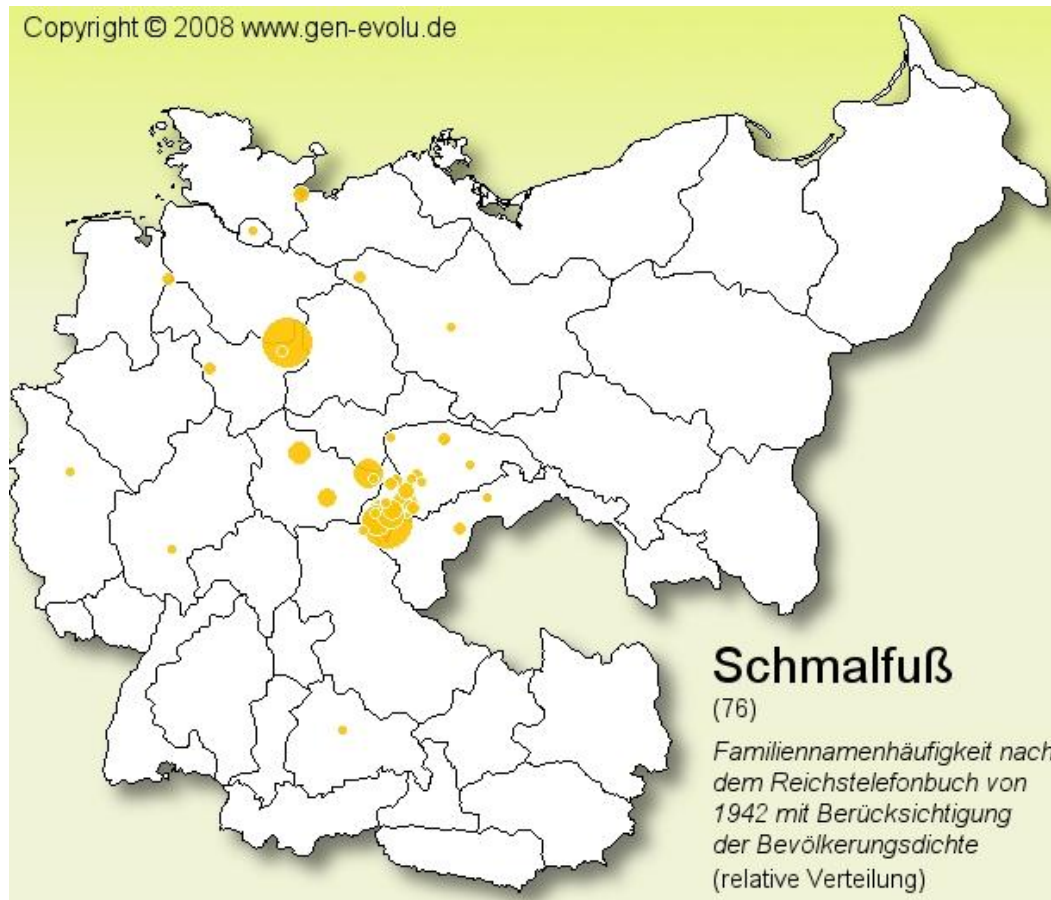 Copyright © 2008 www.gen-evolu.de
Schmalfuß
(76)
Familiennamenhäufigkeit nach
dem Reichstelefonbuch von
1942 mit Berücksichtigung
der Bevölkerungsdichte
(relative Verteilung)